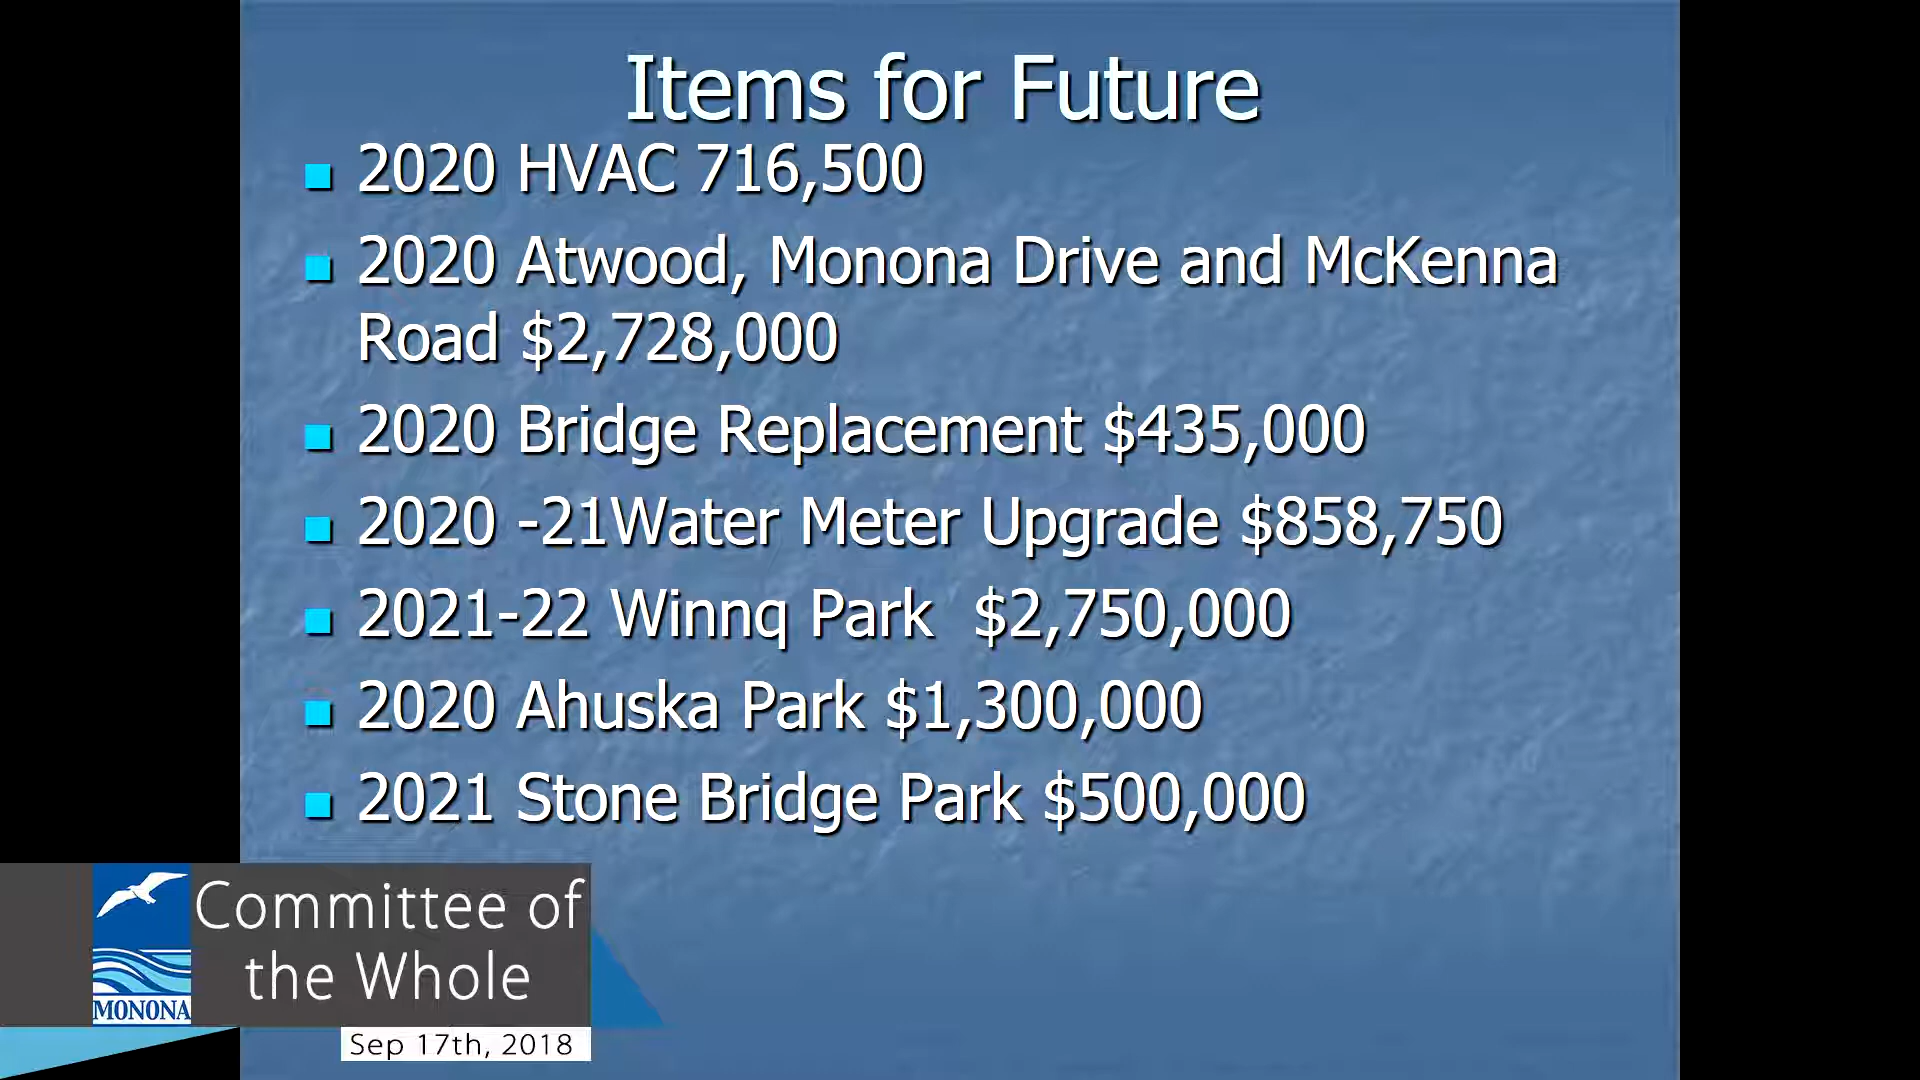 Items for Future
2020 HVAC 716,500
2020 Atwood, Monona Drive and McKenna
Road $2,728,000
2020 Bridge Replacement $435,000
2020 -21Water Meter Upgrade $858,750
2021-22 Winnq Park  $2,750,000
2020 Ahuska Park $1,300,000
2021 Stone Bridge Park $500,000
Committee of
the Whole
MONONA
Sep 17th, 2018